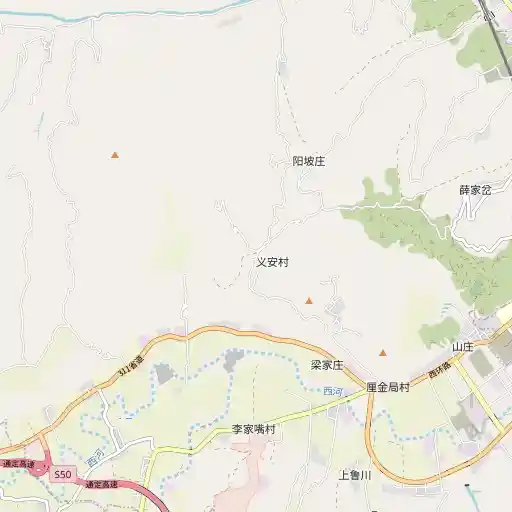 阳坡庄
薛家岔
义安村
山庄
311省道
梁家庄
西环路
西河
厘金局村
李家嘴村
西河
通定高速
S50
上鲁川
通定高速